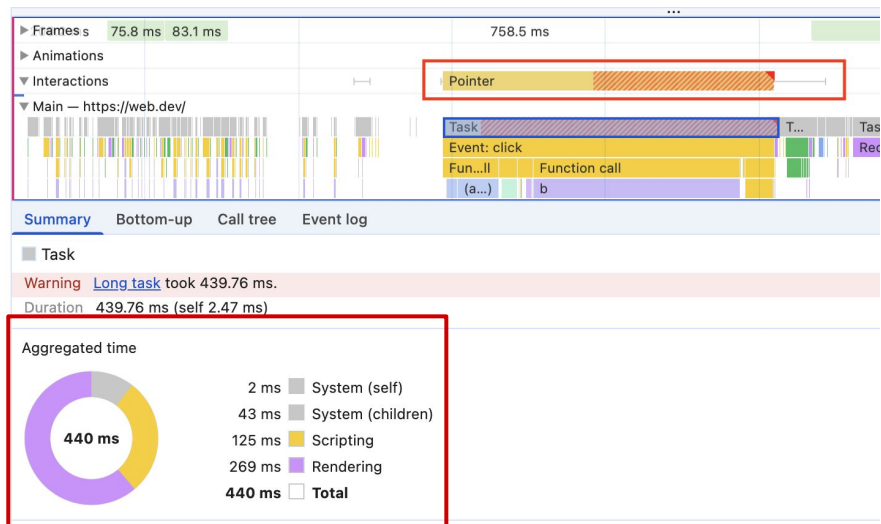 ...
Frames s 75.8 ms 83.1 ms 758.5 ms
Animations
Interactions Pointer
Main — https://web.dev/
Task T... Tas
Event: click Rec
Fun...ll Function call
(a...) b
Summary Bottom-up Call tree Event log
Task
Warning Long task took 439.76 ms.
Duration 439.76 ms (self 2.47 ms)
Aggregated time
440 ms
2 ms System (self)
43 ms System (children)
125 ms Scripting
269 ms Rendering
440 ms Total